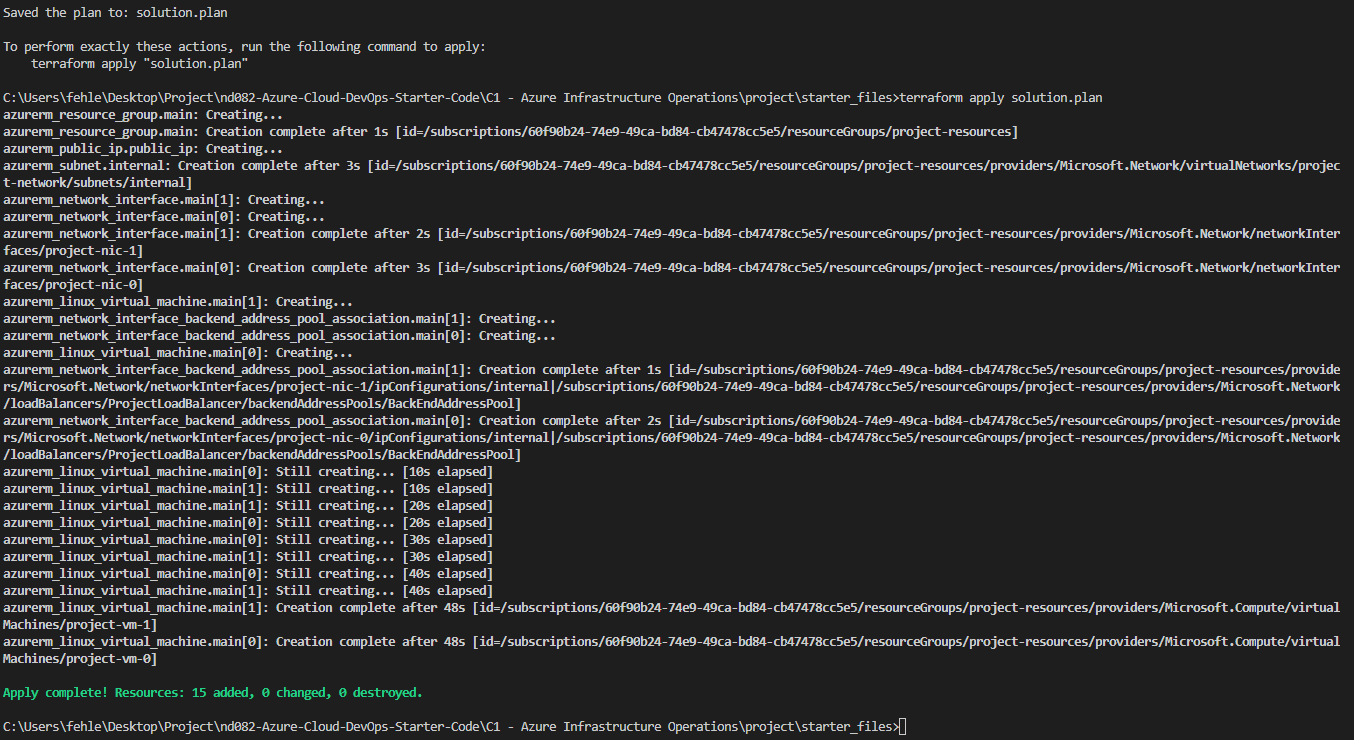 Saved the plan to: solution.plan
To perform exactly these actions, run the following command to apply:
    terraform apply "solution.plan"
C:\Users\fehle\Desktop\Project\nd082-Azure-Cloud-DevOps-Starter-Code\C1 - Azure Infrastructure Operations\project\starter_files>terraform apply solution.plan
azurerm_resource_group.main: Creating...
azurerm_resource_group.main: Creation complete after 1s [id=/subscriptions/60f90b24-74e9-49ca-bd84-cb47478cc5e5/resourceGroups/project-resources]
azurerm_public_ip.public_ip: Creating...
azurerm_subnet.internal: Creation complete after 3s [id=/subscriptions/60f90b24-74e9-49ca-bd84-cb47478cc5e5/resourceGroups/project-resources/providers/Microsoft.Network/virtualNetworks/projec
t-network/subnets/internal]
azurerm_network_interface.main[1]: Creating...
azurerm_network_interface.main[0]: Creating...
azurerm_network_interface.main[1]: Creation complete after 2s [id=/subscriptions/60f90b24-74e9-49ca-bd84-cb47478cc5e5/resourceGroups/project-resources/providers/Microsoft.Network/networkInter
faces/project-nic-1]
azurerm_network_interface.main[0]: Creation complete after 3s [id=/subscriptions/60f90b24-74e9-49ca-bd84-cb47478cc5e5/resourceGroups/project-resources/providers/Microsoft.Network/networkInter
faces/project-nic-0]
azurerm_linux_virtual_machine.main[1]: Creating...
azurerm_network_interface_backend_address_pool_association.main[1]: Creating...
azurerm_network_interface_backend_address_pool_association.main[0]: Creating...
azurerm_linux_virtual_machine.main[0]: Creating...
azurerm_network_interface_backend_address_pool_association.main[1]: Creation complete after 1s [id=/subscriptions/60f90b24-74e9-49ca-bd84-cb47478cc5e5/resourceGroups/project-resources/provide
rs/Microsoft.Network/networkInterfaces/project-nic-1/ipConfigurations/internal|/subscriptions/60f90b24-74e9-49ca-bd84-cb47478cc5e5/resourceGroups/project-resources/providers/Microsoft.Network
/loadBalancers/ProjectLoadBalancer/backendAddressPools/BackEndAddressPool]
azurerm_network_interface_backend_address_pool_association.main[0]: Creation complete after 2s [id=/subscriptions/60f90b24-74e9-49ca-bd84-cb47478cc5e5/resourceGroups/project-resources/provide
rs/Microsoft.Network/networkInterfaces/project-nic-0/ipConfigurations/internal|/subscriptions/60f90b24-74e9-49ca-bd84-cb47478cc5e5/resourceGroups/project-resources/providers/Microsoft.Network
/loadBalancers/ProjectLoadBalancer/backendAddressPools/BackEndAddressPool]
azurerm_linux_virtual_machine.main[0]: Still creating... [10s elapsed]
azurerm_linux_virtual_machine.main[0]: Still creating... [10s elapsed]
azurerm_linux_virtual_machine.main[1]: Still creating... [20s elapsed]
azurerm_linux_virtual_machine.main[0]: Still creating... [20s elapsed]
azurerm_linux_virtual_machine.main[0]: Still creating... [30s elapsed]
azurerm_linux_virtual_machine.main[1]: Still creating... [30s elapsed]
azurerm_linux_virtual_machine.main[0]: Still creating... [40s elapsed]
azurerm_linux_virtual_machine.main[1]: Still creating... [40s elapsed]
azurerm_linux_virtual_machine.main[1]: Creation complete after 48s [id=/subscriptions/60f90b24-74e9-49ca-bd84-cb47478cc5e5/resourceGroups/project-resources/providers/Microsoft.Compute/virtual
Machines/project-vm-1]
azurerm_linux_virtual_machine.main[0]: Creation complete after 48s [id=/subscriptions/60f90b24-74e9-49ca-bd84-cb47478cc5e5/resourceGroups/project-resources/providers/Microsoft.Compute/virtual
Machines/project-vm-0]
Apply complete! Resources: 15 added, 0 changed, 0 destroyed.
C:\Users\fehle\Desktop\Project\nd082-Azure-Cloud-DevOps-Starter-Code\C1 - Azure Infrastructure Operations\project\starter_files>